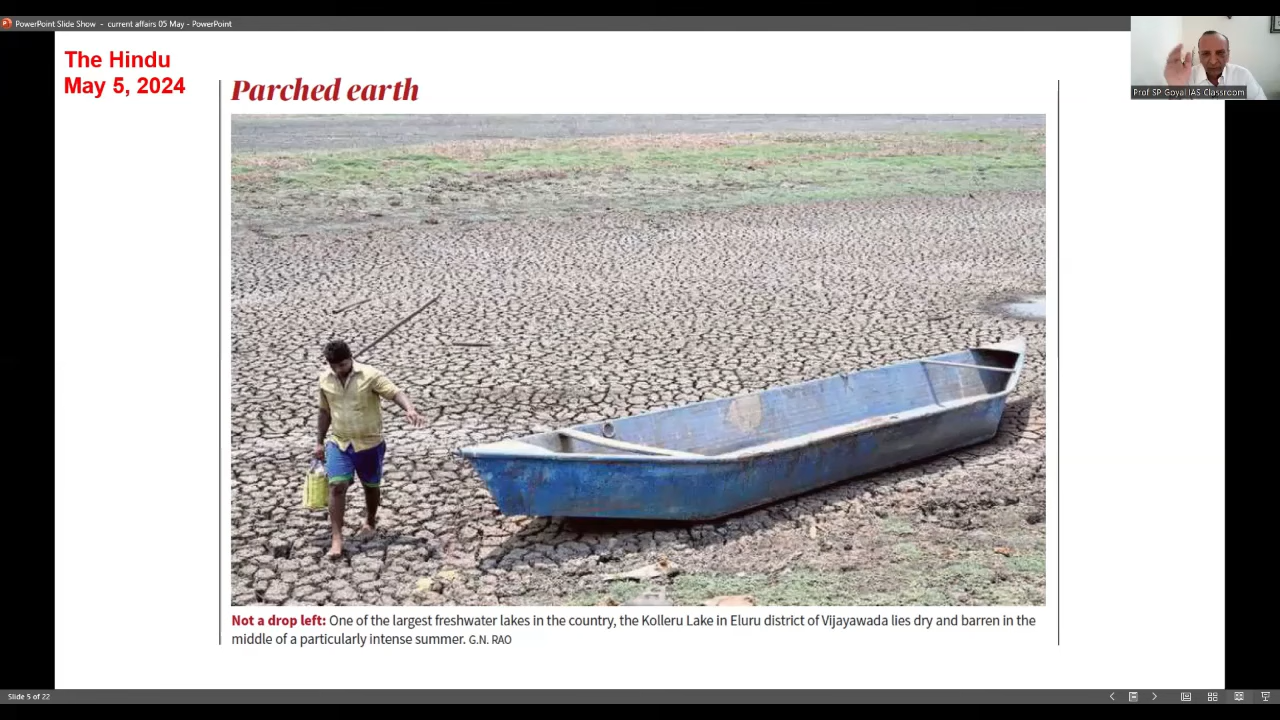 PowerPoint Slide Show - current affairs 05 May - PowerPoint
The Hindu
May 5, 2024
Parched earth
Prof SP Goyal IAS Classroom
Not a drop left: One of the largest freshwater lakes in the country, the Kolleru Lake in Eluru district of Vijayawada lies dry and barren in the
middle of a particularly intense summer. G.N. RAO
Slide 5 of 22